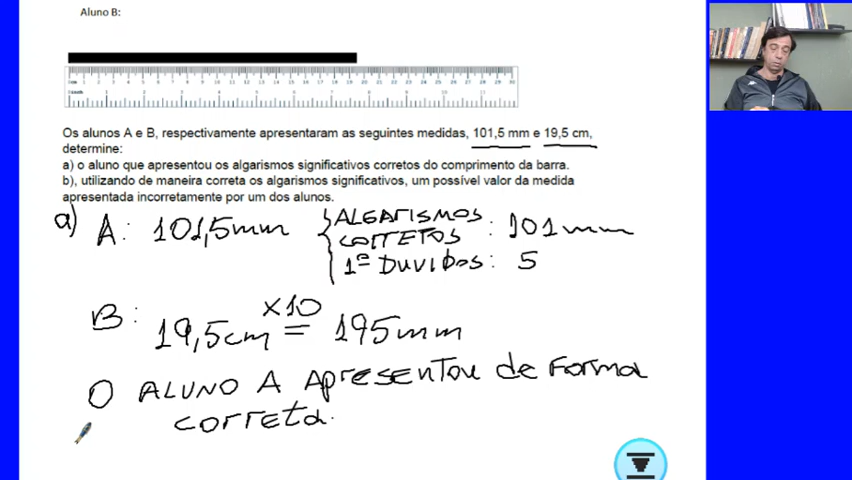 Aluno B:
Os alunos A e B, respectivamente apresentaram as seguintes medidas, 101,5 mm e 19,5 cm,
determine:
a) o aluno que apresentou os algarismos significativos corretos do comprimento da barra.
b), utilizando de maneira correta os algarismos significativos, um possível valor da medida
apresentada incorretamente por um dos alunos.
a) A: 101,5mm { ALGARISMOS CORRETOS : 101mm
1º DUVIDOS: 5
B: 19,5cm ×10 = 195mm
O ALUNO A APresentou de Forma
correta.